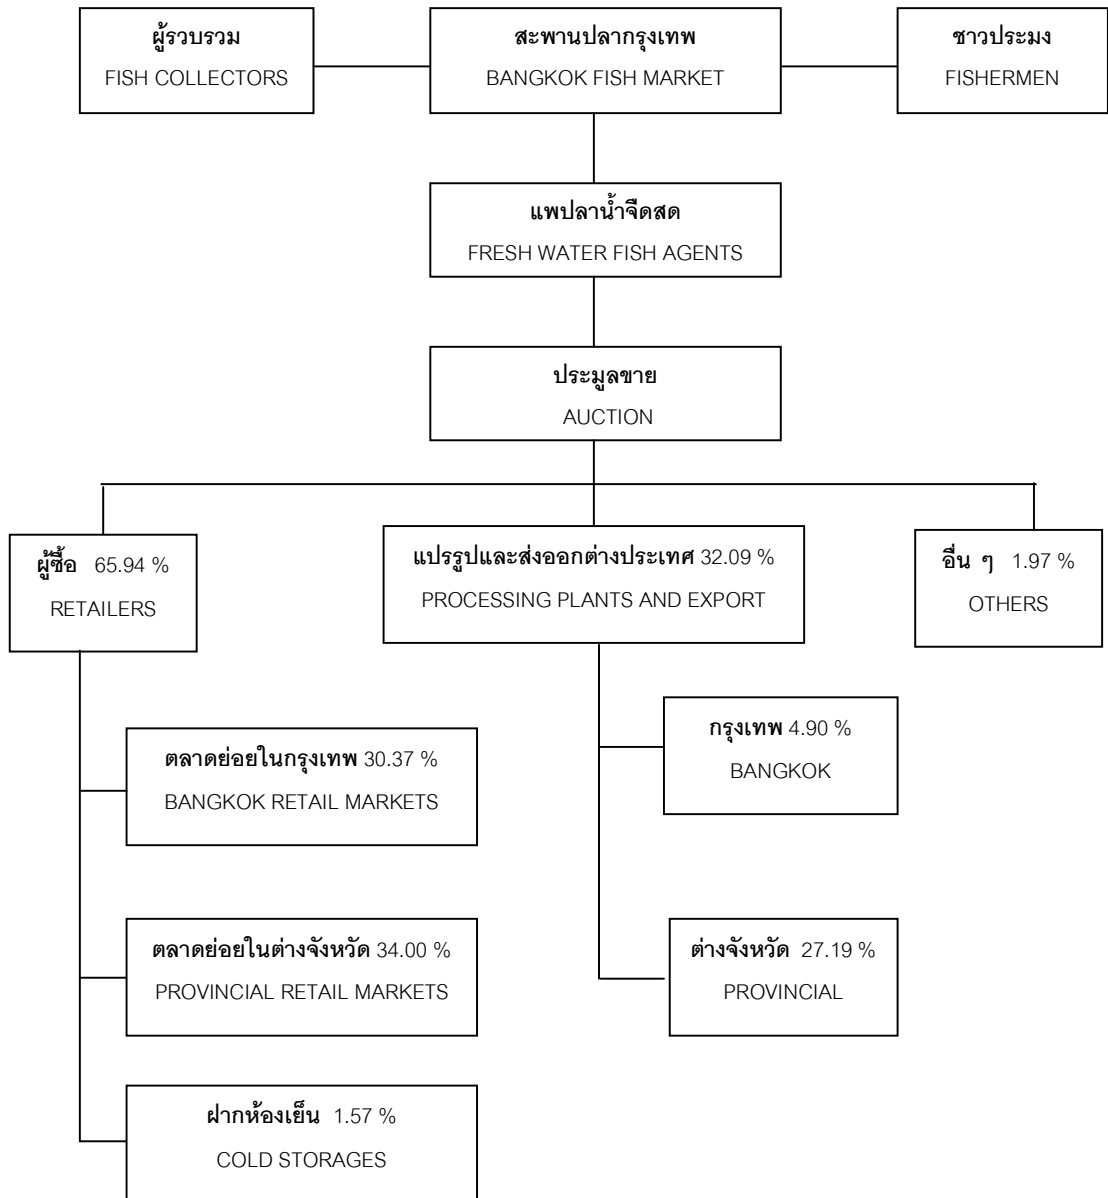 ผู้รวบรวม
FISH COLLECTORS
สะพานปลากรุงเทพ
BANGKOK FISH MARKET
ชาวประมง
FISHERMEN
แพปลาน้ำจืดสด
FRESH WATER FISH AGENTS
ประมูลขาย
AUCTION
ผู้ซื้อ 65.94 %
RETAILERS
แปรรูปและส่งออกต่างประเทศ 32.09 %
PROCESSING PLANTS AND EXPORT
อื่น ๆ 1.97 %
OTHERS
ตลาดย่อยในกรุงเทพ 30.37 %
BANGKOK RETAIL MARKETS
กรุงเทพ 4.90 %
BANGKOK
ตลาดย่อยในต่างจังหวัด 34.00 %
PROVINCIAL RETAIL MARKETS
ต่างจังหวัด 27.19 %
PROVINCIAL
ฝากห้องเย็น 1.57 %
COLD STORAGES